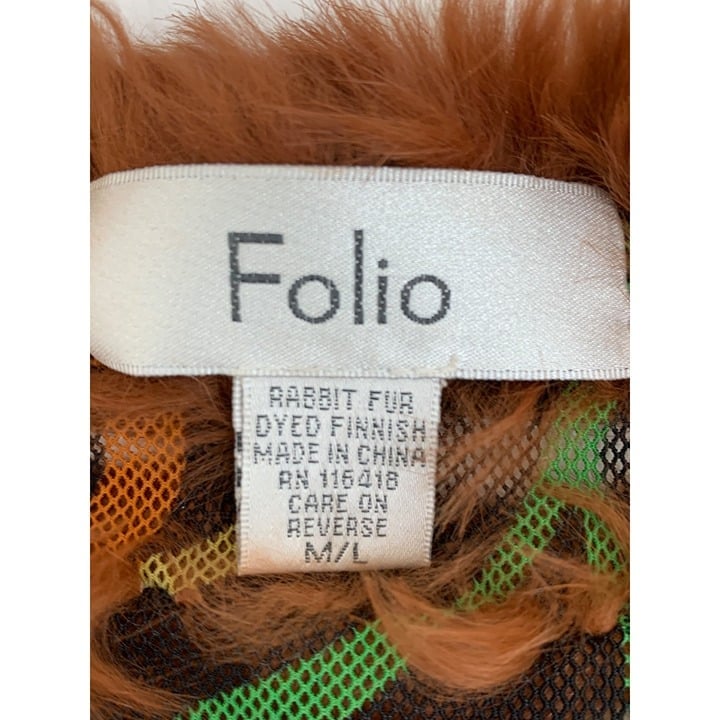 Folio
RABBIT FUR
DYED FINNISH
MADE IN CHINA
RN 116418
CARE ON
REVERSE
M/L